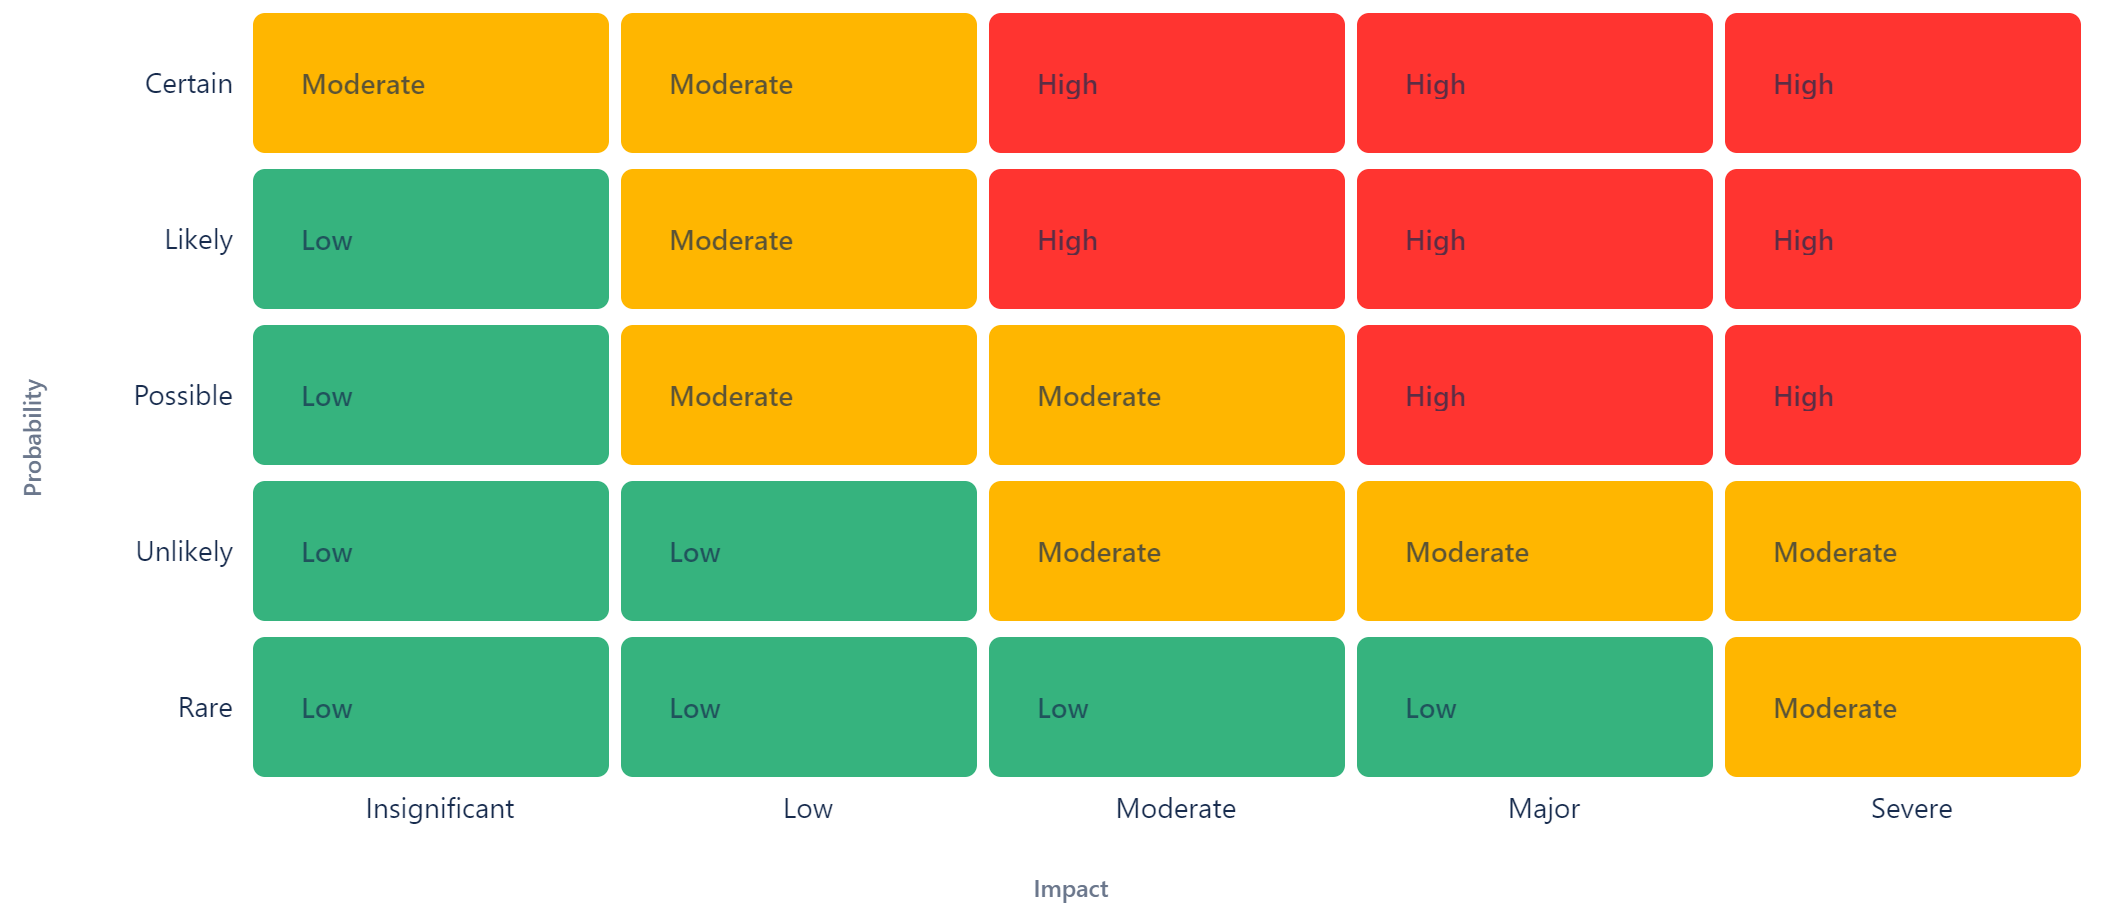 Certain Moderate Moderate High High High
Likely Low Moderate High High High
Possible Low Moderate Moderate High High
Unlikely Low Low Moderate Moderate Moderate
Rare Low Low Low Low Moderate
Insignificant Low Moderate Major Severe
Probability
Impact